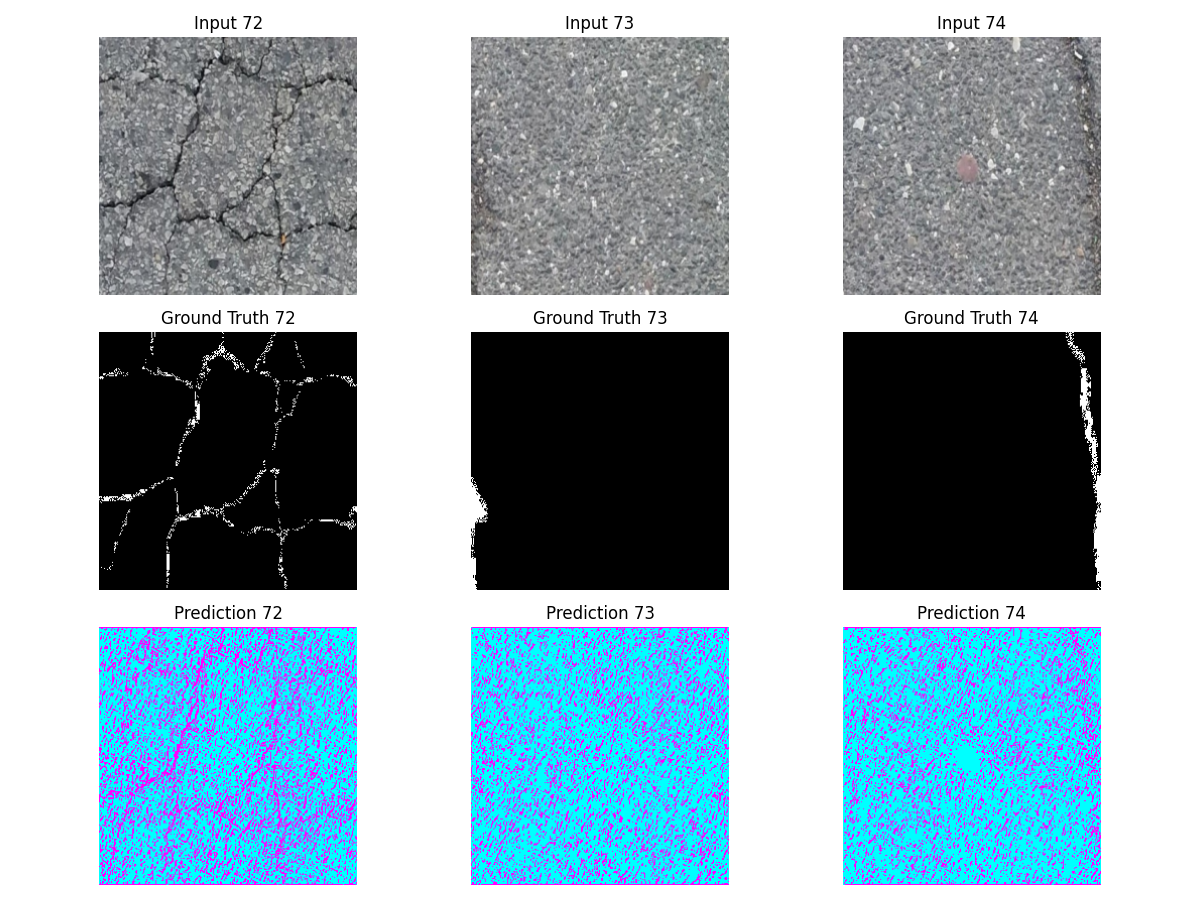 Input 72
Input 73
Input 74
Ground Truth 72
Ground Truth 73
Ground Truth 74
Prediction 72
Prediction 73
Prediction 74